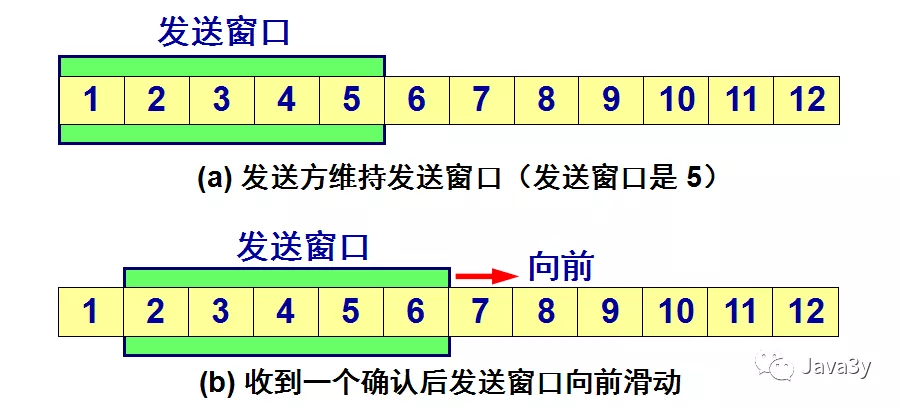 发送窗口
1 2 3 4 5 6 7 8 9 10 11 12
(a) 发送方维持发送窗口（发送窗口是 5）
发送窗口
向前
1 2 3 4 5 6 7 8 9 10 11 12
(b) 收到一个确认后发送窗口向前滑动
Java3y